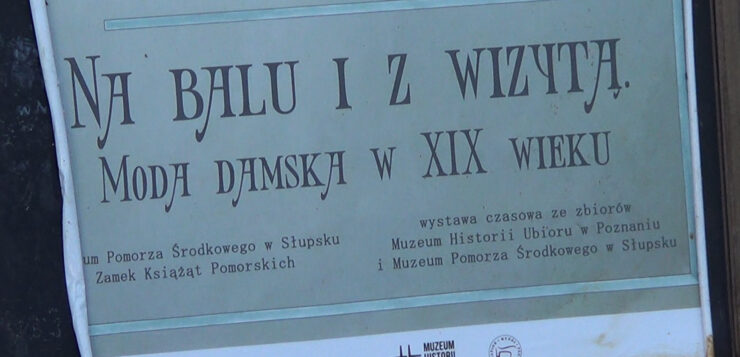 NA BALU I Z WIZYTĄ.
MODA DAMSKA W XIX WIEKU
um Pomorza Środkowego w Słupsku
Zamek Książąt Pomorskich
wystawa czasowa ze zbiorów
Muzeum Historii Ubioru w Poznaniu
i Muzeum Pomorza Środkowego w Słupsku
MUZEUM